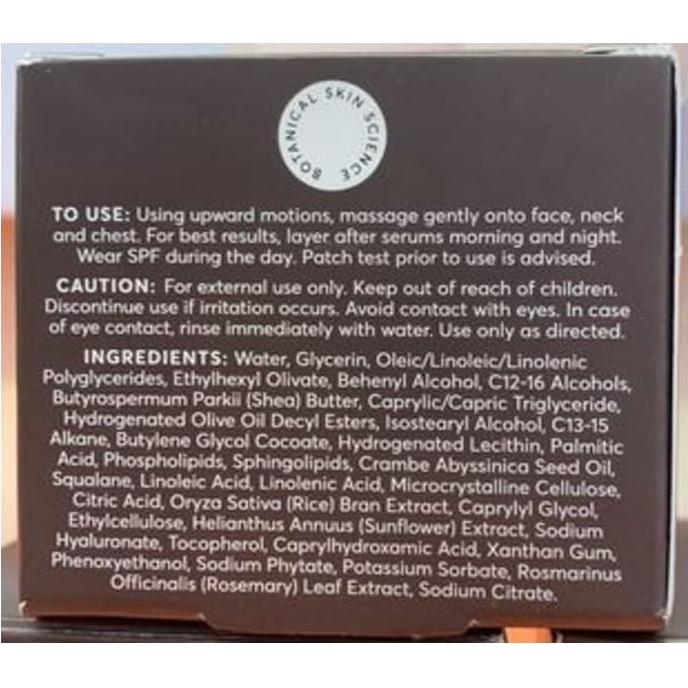 BOTANICAL SKIN SCIENCE
TO USE: Using upward motions, massage gently onto face, neck
and chest. For best results, layer after serums morning and night.
Wear SPF during the day. Patch test prior to use is advised.
CAUTION: For external use only. Keep out of reach of children.
Discontinue use if irritation occurs. Avoid contact with eyes. In case
of eye contact, rinse immediately with water. Use only as directed.
INGREDIENTS: Water, Glycerin, Oleic/Linoleic/Linolenic
Polyglycerides, Ethylhexyl Olivate, Behenyl Alcohol, C12-16 Alcohols,
Butyrospermum Parkii (Shea) Butter, Caprylic/Capric Triglyceride,
Hydrogenated Olive Oil Decyl Esters, Isostearyl Alcohol, C13-15
Alkane, Butylene Glycol Cocoate, Hydrogenated Lecithin, Palmitic
Acid, Phospholipids, Sphingolipids, Crambe Abyssinica Seed Oil,
Squalane, Linoleic Acid, Linolenic Acid, Microcrystalline Cellulose,
Citric Acid, Oryza Sativa (Rice) Bran Extract, Caprylyl Glycol,
Ethylcellulose, Helianthus Annuus (Sunflower) Extract, Sodium
Hyaluronate, Tocopherol, Caprylhydroxamic Acid, Xanthan Gum,
Phenoxyethanol, Sodium Phytate, Potassium Sorbate, Rosmarinus
Officinalis (Rosemary) Leaf Extract, Sodium Citrate.